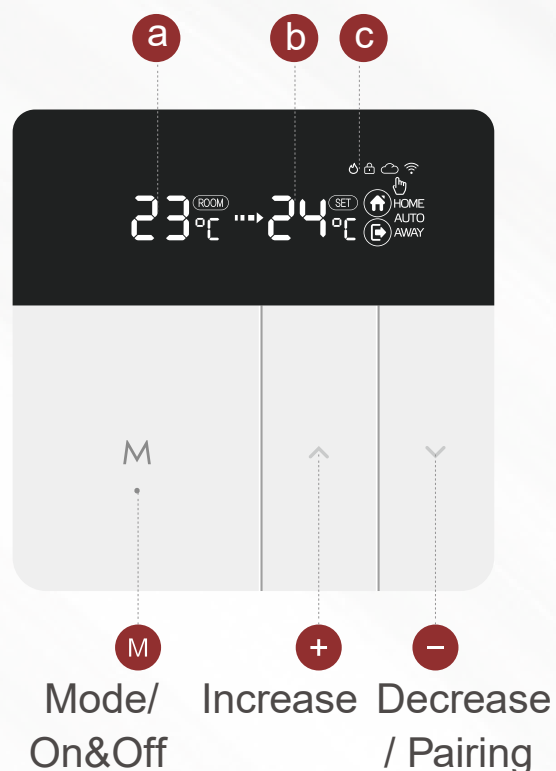 a b c
23 ROOM °C 24 SET °C
HOME
AUTO
AWAY
M
M + −
Mode/ Increase Decrease
On&Off / Pairing